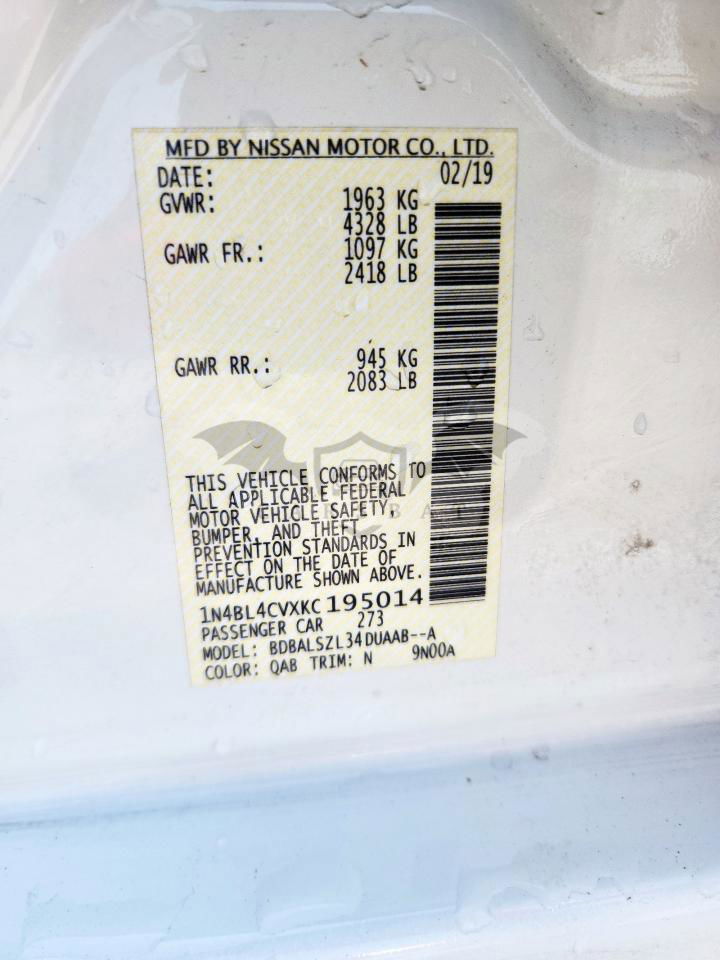 MFD BY NISSAN MOTOR CO., LTD.
DATE: 02/19
GVWR: 1963 KG
4328 LB
GAWR FR.: 1097 KG
2418 LB
GAWR RR.: 945 KG
2083 LB
THIS VEHICLE CONFORMS TO
ALL APPLICABLE FEDERAL
MOTOR VEHICLE SAFETY,
BUMPER, AND THEFT
PREVENTION STANDARDS IN
EFFECT ON THE DATE OF
MANUFACTURE SHOWN ABOVE.
1N4BL4CVXKC195014
PASSENGER CAR 273
MODEL: BDBALSZL34DUAAB--A
COLOR: QAB TRIM: N 9N00A